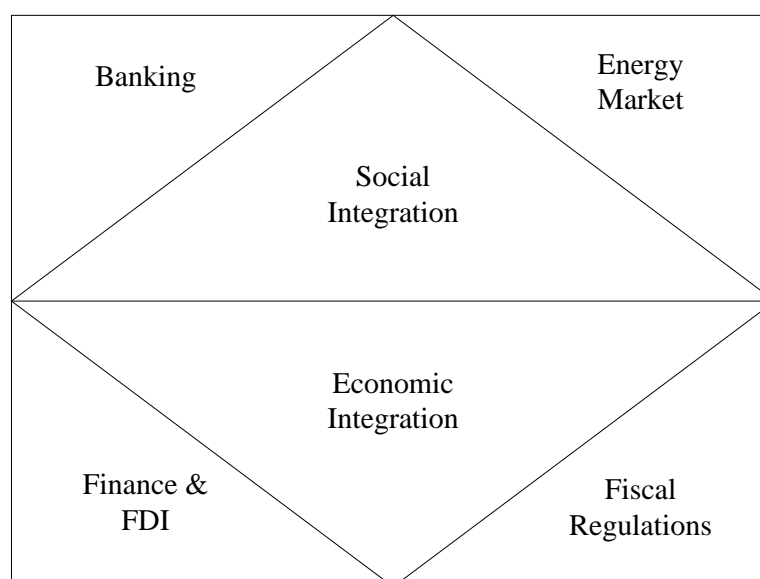 Banking
Energy
Market
Social
Integration
Economic
Integration
Finance &
FDI
Fiscal
Regulations